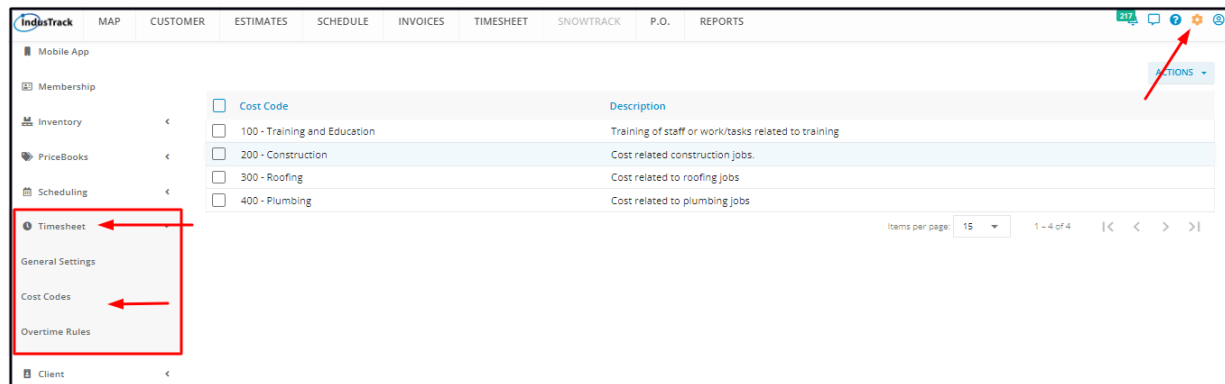 IndusTrack MAP CUSTOMER ESTIMATES SCHEDULE INVOICES TIMESHEET SNOWTRACK P.O. REPORTS 217
Mobile App
ACTIONS
Membership
Cost Code Description
Inventory
100 - Training and Education Training of staff or work/tasks related to training
PriceBooks
200 - Construction Cost related construction jobs.
300 - Roofing Cost related to roofing jobs
Scheduling
400 - Plumbing Cost related to plumbing jobs
Timesheet
Items per page: 15 1 – 4 of 4
General Settings
Cost Codes
Overtime Rules
Client